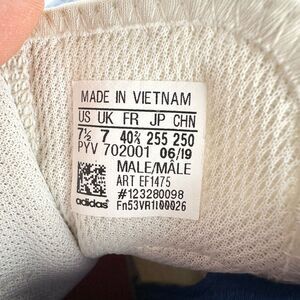 MADE IN VIETNAM
US UK FR JP CHN
7½ 7 40⅔ 255 250
PYV 702001 06/19
MALE/MÂLE
ART EF1475
#123280098
adidas Fn53VR1I00026